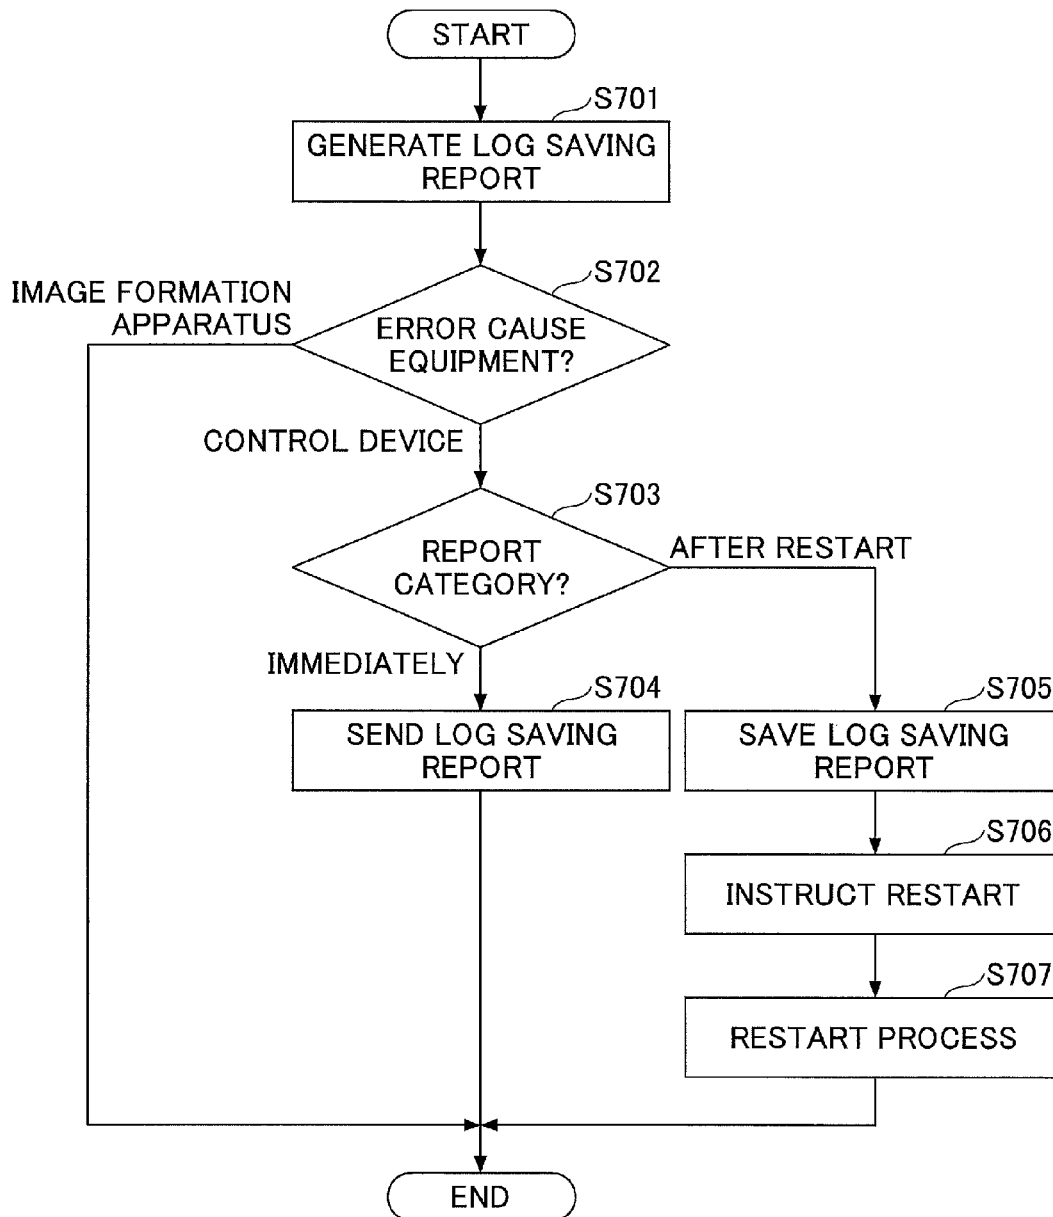 START
S701
GENERATE LOG SAVING
REPORT
S702
IMAGE FORMATION
APPARATUS
ERROR CAUSE
EQUIPMENT?
CONTROL DEVICE
S703
REPORT
CATEGORY?
AFTER RESTART
IMMEDIATELY
S704
SEND LOG SAVING
REPORT
S705
SAVE LOG SAVING
REPORT
S706
INSTRUCT RESTART
S707
RESTART PROCESS
END